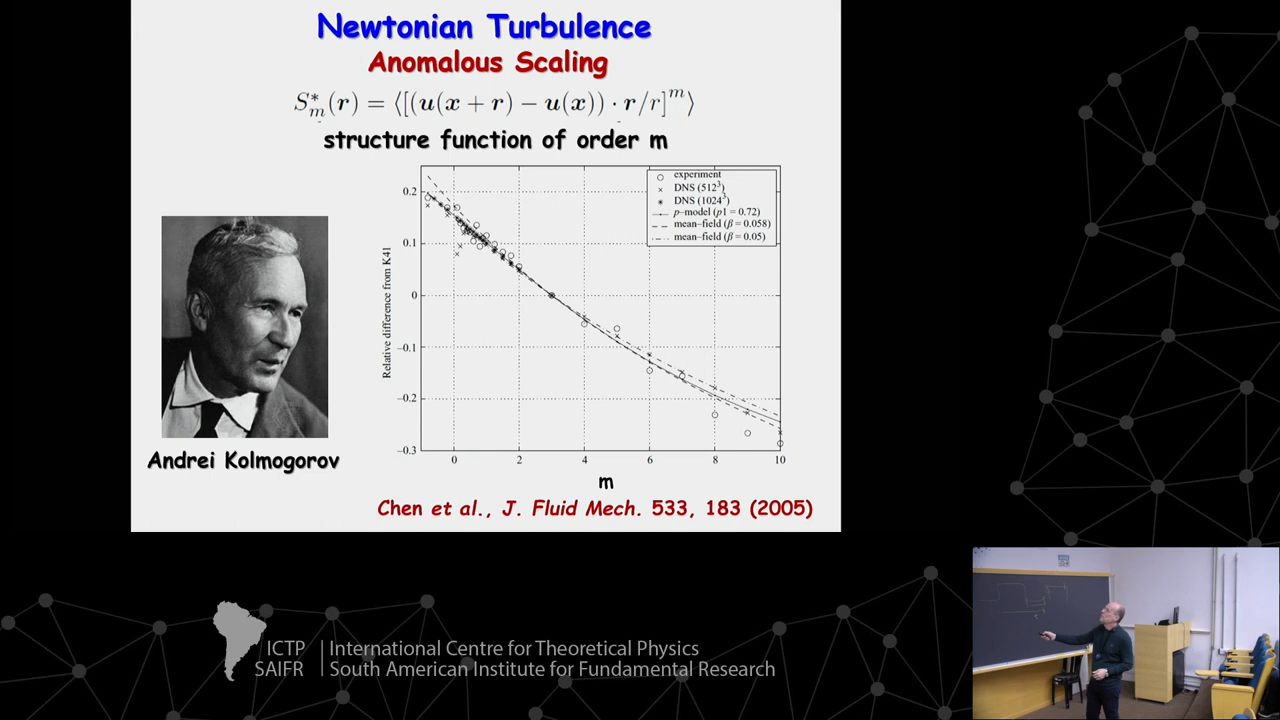 Newtonian Turbulence
Anomalous Scaling
S*ₘ(r) = ⟨[(u(x + r) − u(x)) · r/r]ᵐ⟩
structure function of order m
experiment
DNS (512³)
DNS (1024³)
p–model (p1 = 0.72)
mean–field (β = 0.058)
mean–field (β = 0.05)
0.2
0.1
0
−0.1
−0.2
−0.3
Relative difference from K41
0 2 4 6 8 10
m
Andrei Kolmogorov
Chen et al., J. Fluid Mech. 533, 183 (2005)
ICTP
SAIFR
International Centre for Theoretical Physics
South American Institute for Fundamental Research